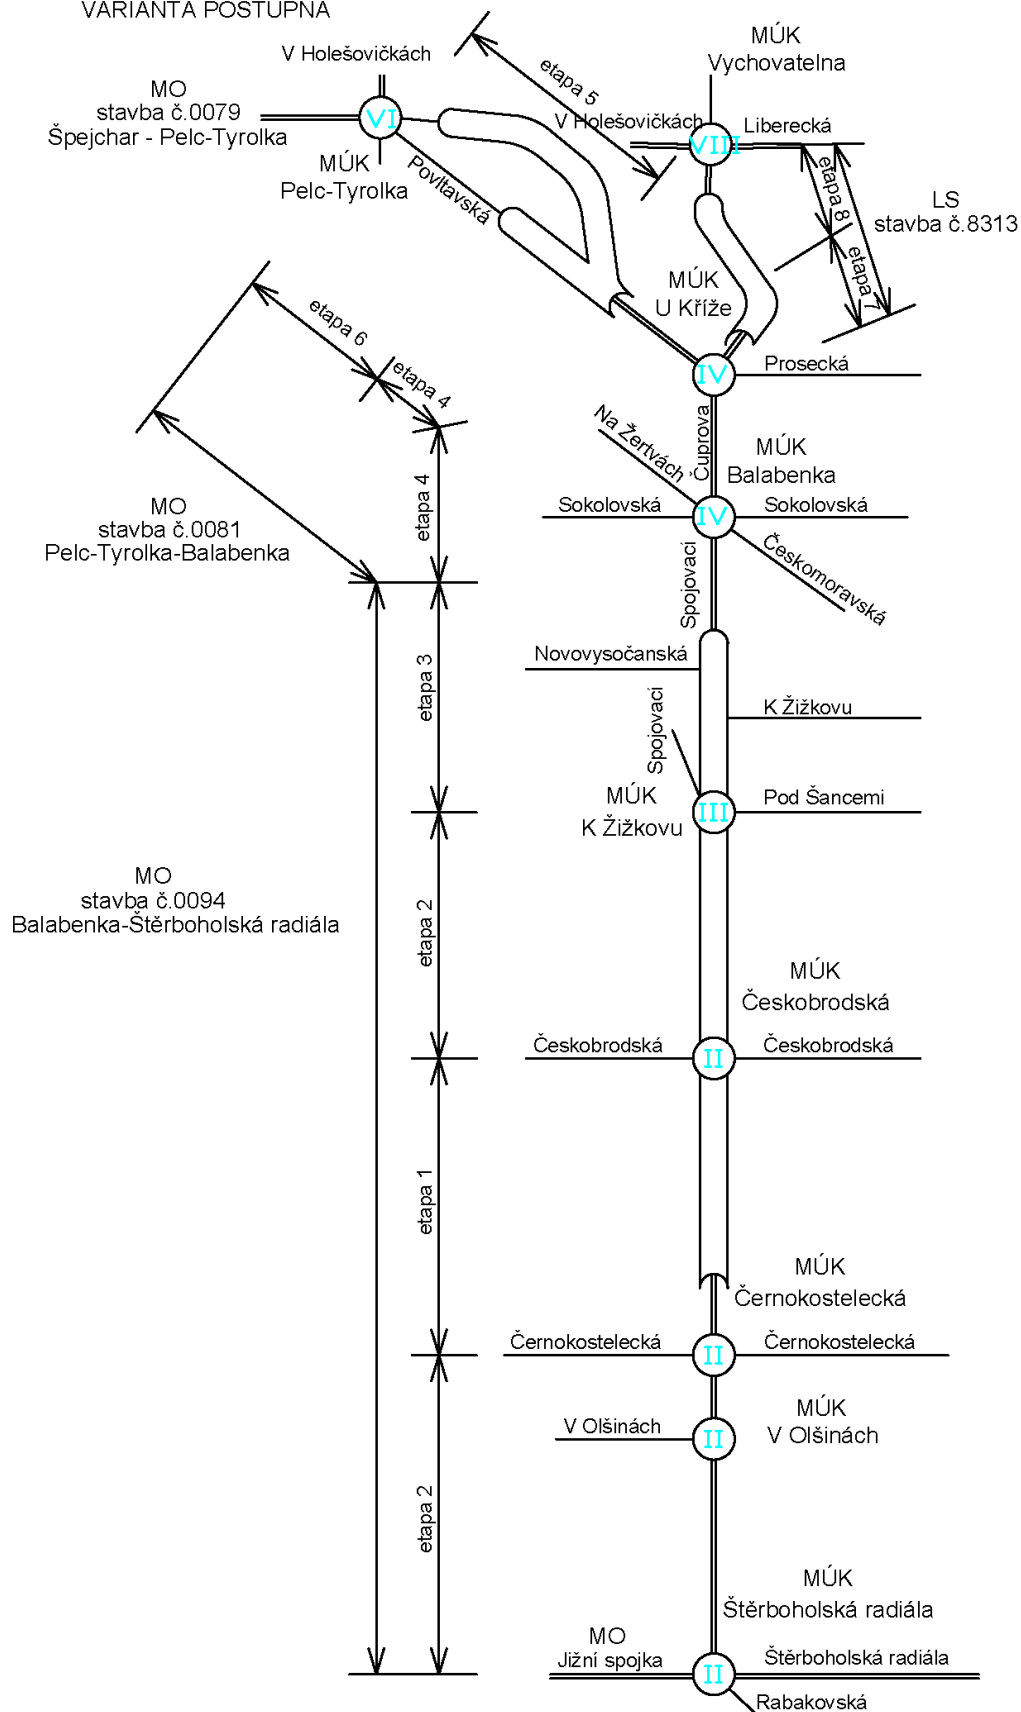 VARIANTA POSTUPNÁ
V Holešovičkách
MÚK
Vychovatelna
etapa 5
MO
stavba č.0079
Špejchar - Pelc-Tyrolka
VI
V Holešovičkách
VIII
Liberecká
MÚK
Pelc-Tyrolka
Povltavská
etapa 8
LS
stavba č.8313
etapa 7
MÚK
U Kříže
etapa 6
etapa 4
IV
Prosecká
Čuprova
Na Žertvách
MÚK
Balabenka
etapa 4
MO
stavba č.0081
Pelc-Tyrolka-Balabenka
Sokolovská
IV
Sokolovská
Českomoravská
Spojovací
Novovysočanská
etapa 3
Spojovací
K Žižkovu
MÚK
K Žižkovu
III
Pod Šancemi
MO
stavba č.0094
Balabenka-Štěrboholská radiála
etapa 2
MÚK
Českobrodská
Českobrodská
II
Českobrodská
etapa 1
MÚK
Černokostelecká
Černokostelecká
II
Černokostelecká
V Olšinách
II
MÚK
V Olšinách
etapa 2
MÚK
Štěrboholská radiála
MO
Jižní spojka
II
Štěrboholská radiála
Rabakovská